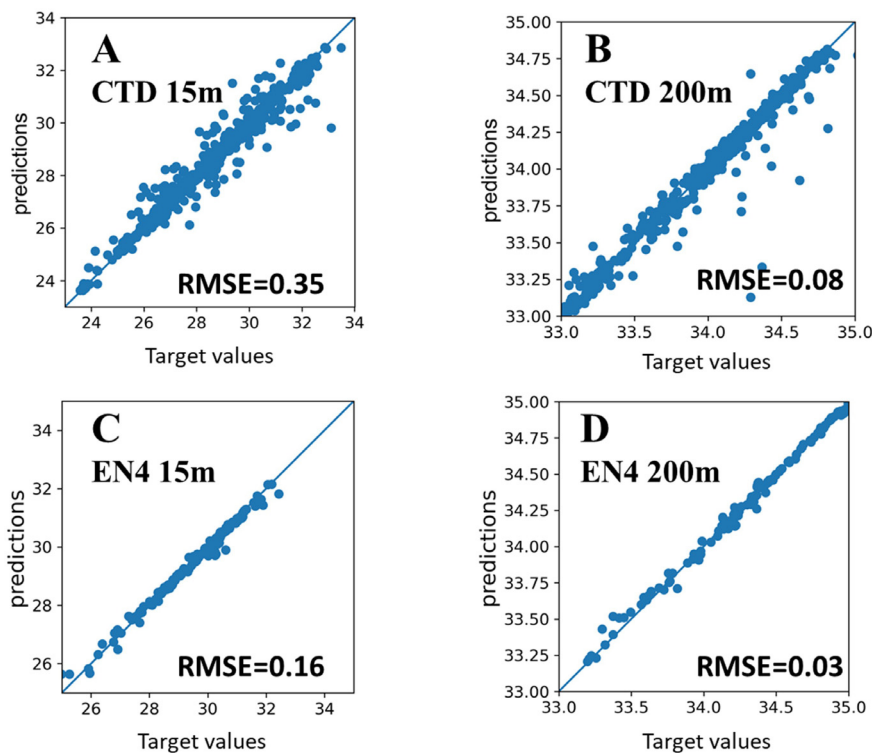 A
CTD 15m
34
32
30
28
26
24
predictions
RMSE=0.35
24 26 28 30 32 34
Target values
B
CTD 200m
34.75
34.50
34.25
34.00
33.75
33.50
33.25
33.00
predictions
RMSE=0.08
33.0 33.5 34.0 34.5 35.0
Target values
C
EN4 15m
34
32
30
28
26
predictions
RMSE=0.16
26 28 30 32 34
Target values
D
EN4 200m
35.00
34.75
34.50
34.25
34.00
33.75
33.50
33.25
33.00
predictions
RMSE=0.03
33.0 33.5 34.0 34.5 35.0
Target values